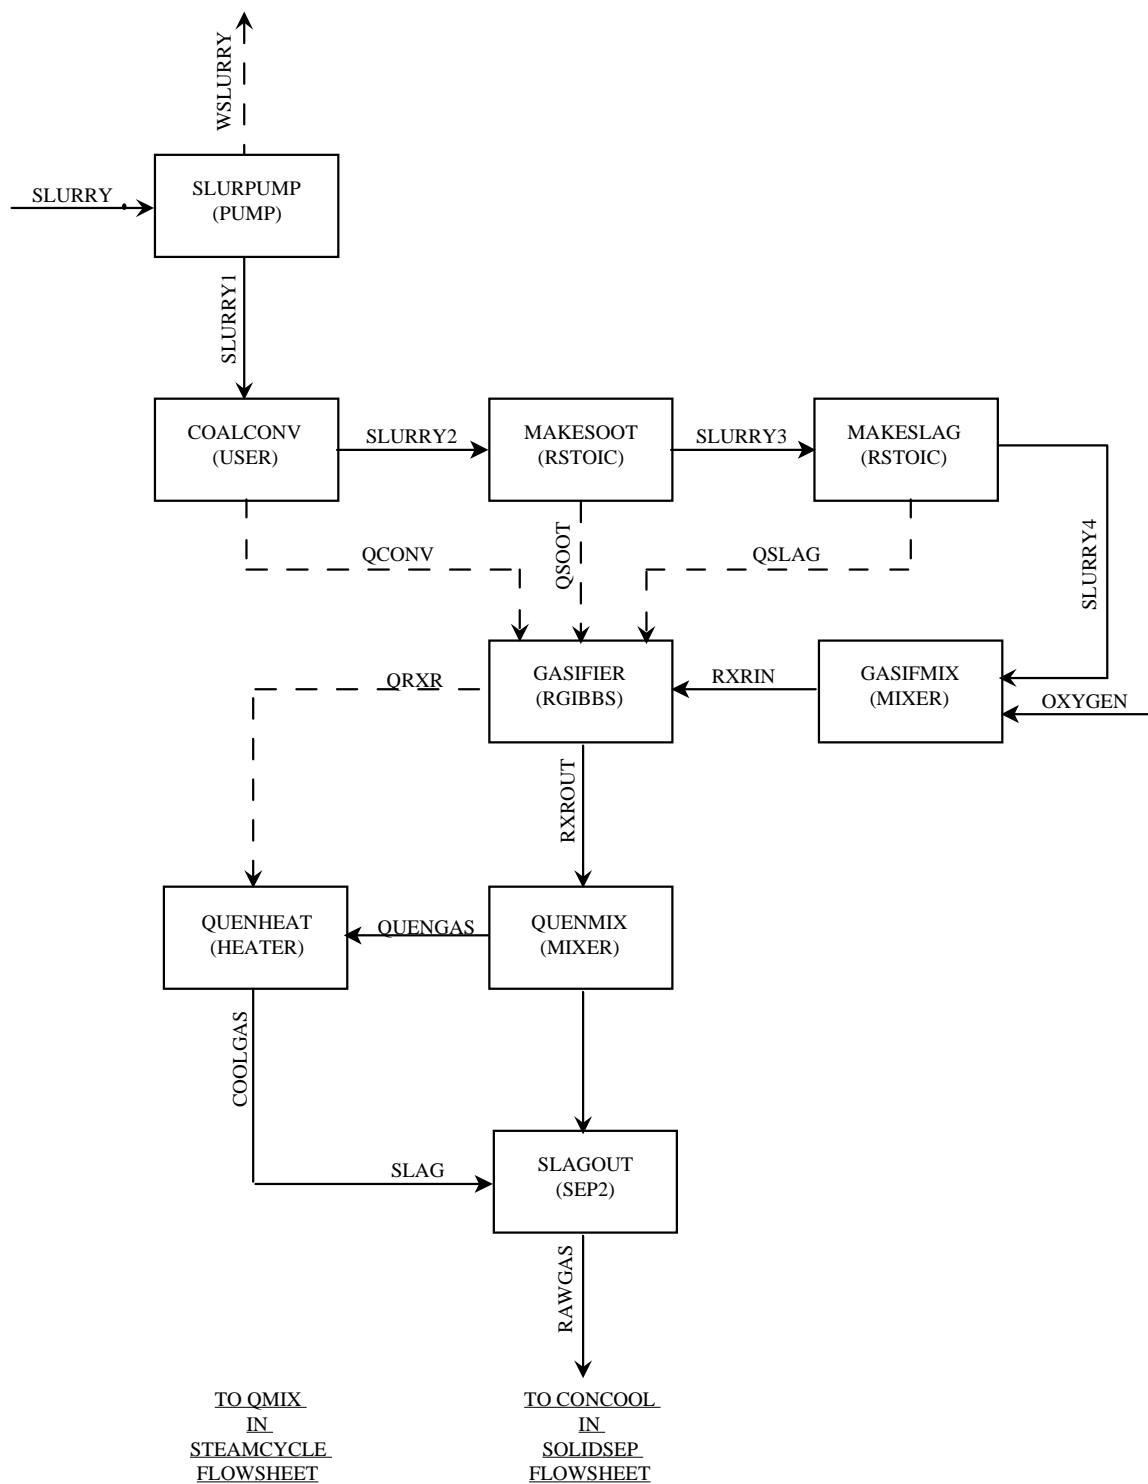 WSLURRY
SLURPUMP
(PUMP)
SLURRY
SLURRY1
COALCONV
(USER)
SLURRY2
MAKESOOT
(RSTOIC)
SLURRY3
MAKESLAG
(RSTOIC)
QCONV
QSOOT
QSLAG
SLURRY4
GASIFIER
(RGIBBS)
RXRIN
GASIFMIX
(MIXER)
OXYGEN
QRXR
RXROUT
QUENHEAT
(HEATER)
QUENGAS
QUENMIX
(MIXER)
COOLGAS
SLAG
SLAGOUT
(SEP2)
RAWGAS
TO QMIX
IN
STEAMCYCLE
FLOWSHEET
TO CONCOOL
IN
SOLIDSEP
FLOWSHEET